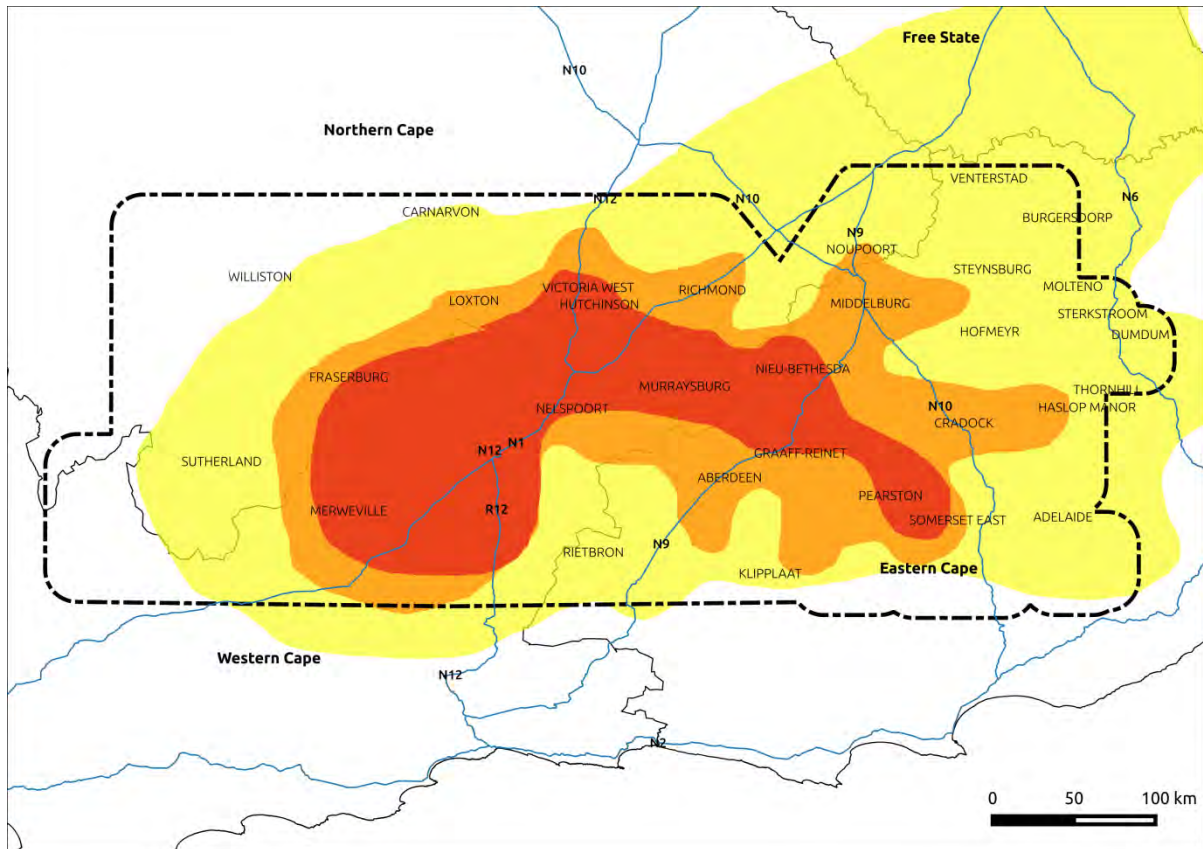 Free State
N10
Northern Cape
VENTERSTAD
N12
N10
N6
CARNARVON
BURGERSDORP
N9
NOUPOORT
WILLISTON
STEYNSBURG
VICTORIA WEST
RICHMOND
MOLTENO
LOXTON
HUTCHINSON
MIDDELBURG
STERKSTROOM
HOFMEYR
DUMDUM
FRASERBURG
NIEU-BETHESDA
MURRAYSBURG
THORNHILL
NELSPOORT
N10
HASLOP MANOR
CRADOCK
N1
N12
SUTHERLAND
GRAAFF-REINET
ABERDEEN
PEARSTON
MERWEVILLE
R12
SOMERSET EAST
ADELAIDE
N9
RIETBRON
KLIPPLAAT
Eastern Cape
Western Cape
N12
N2
0 50 100 km